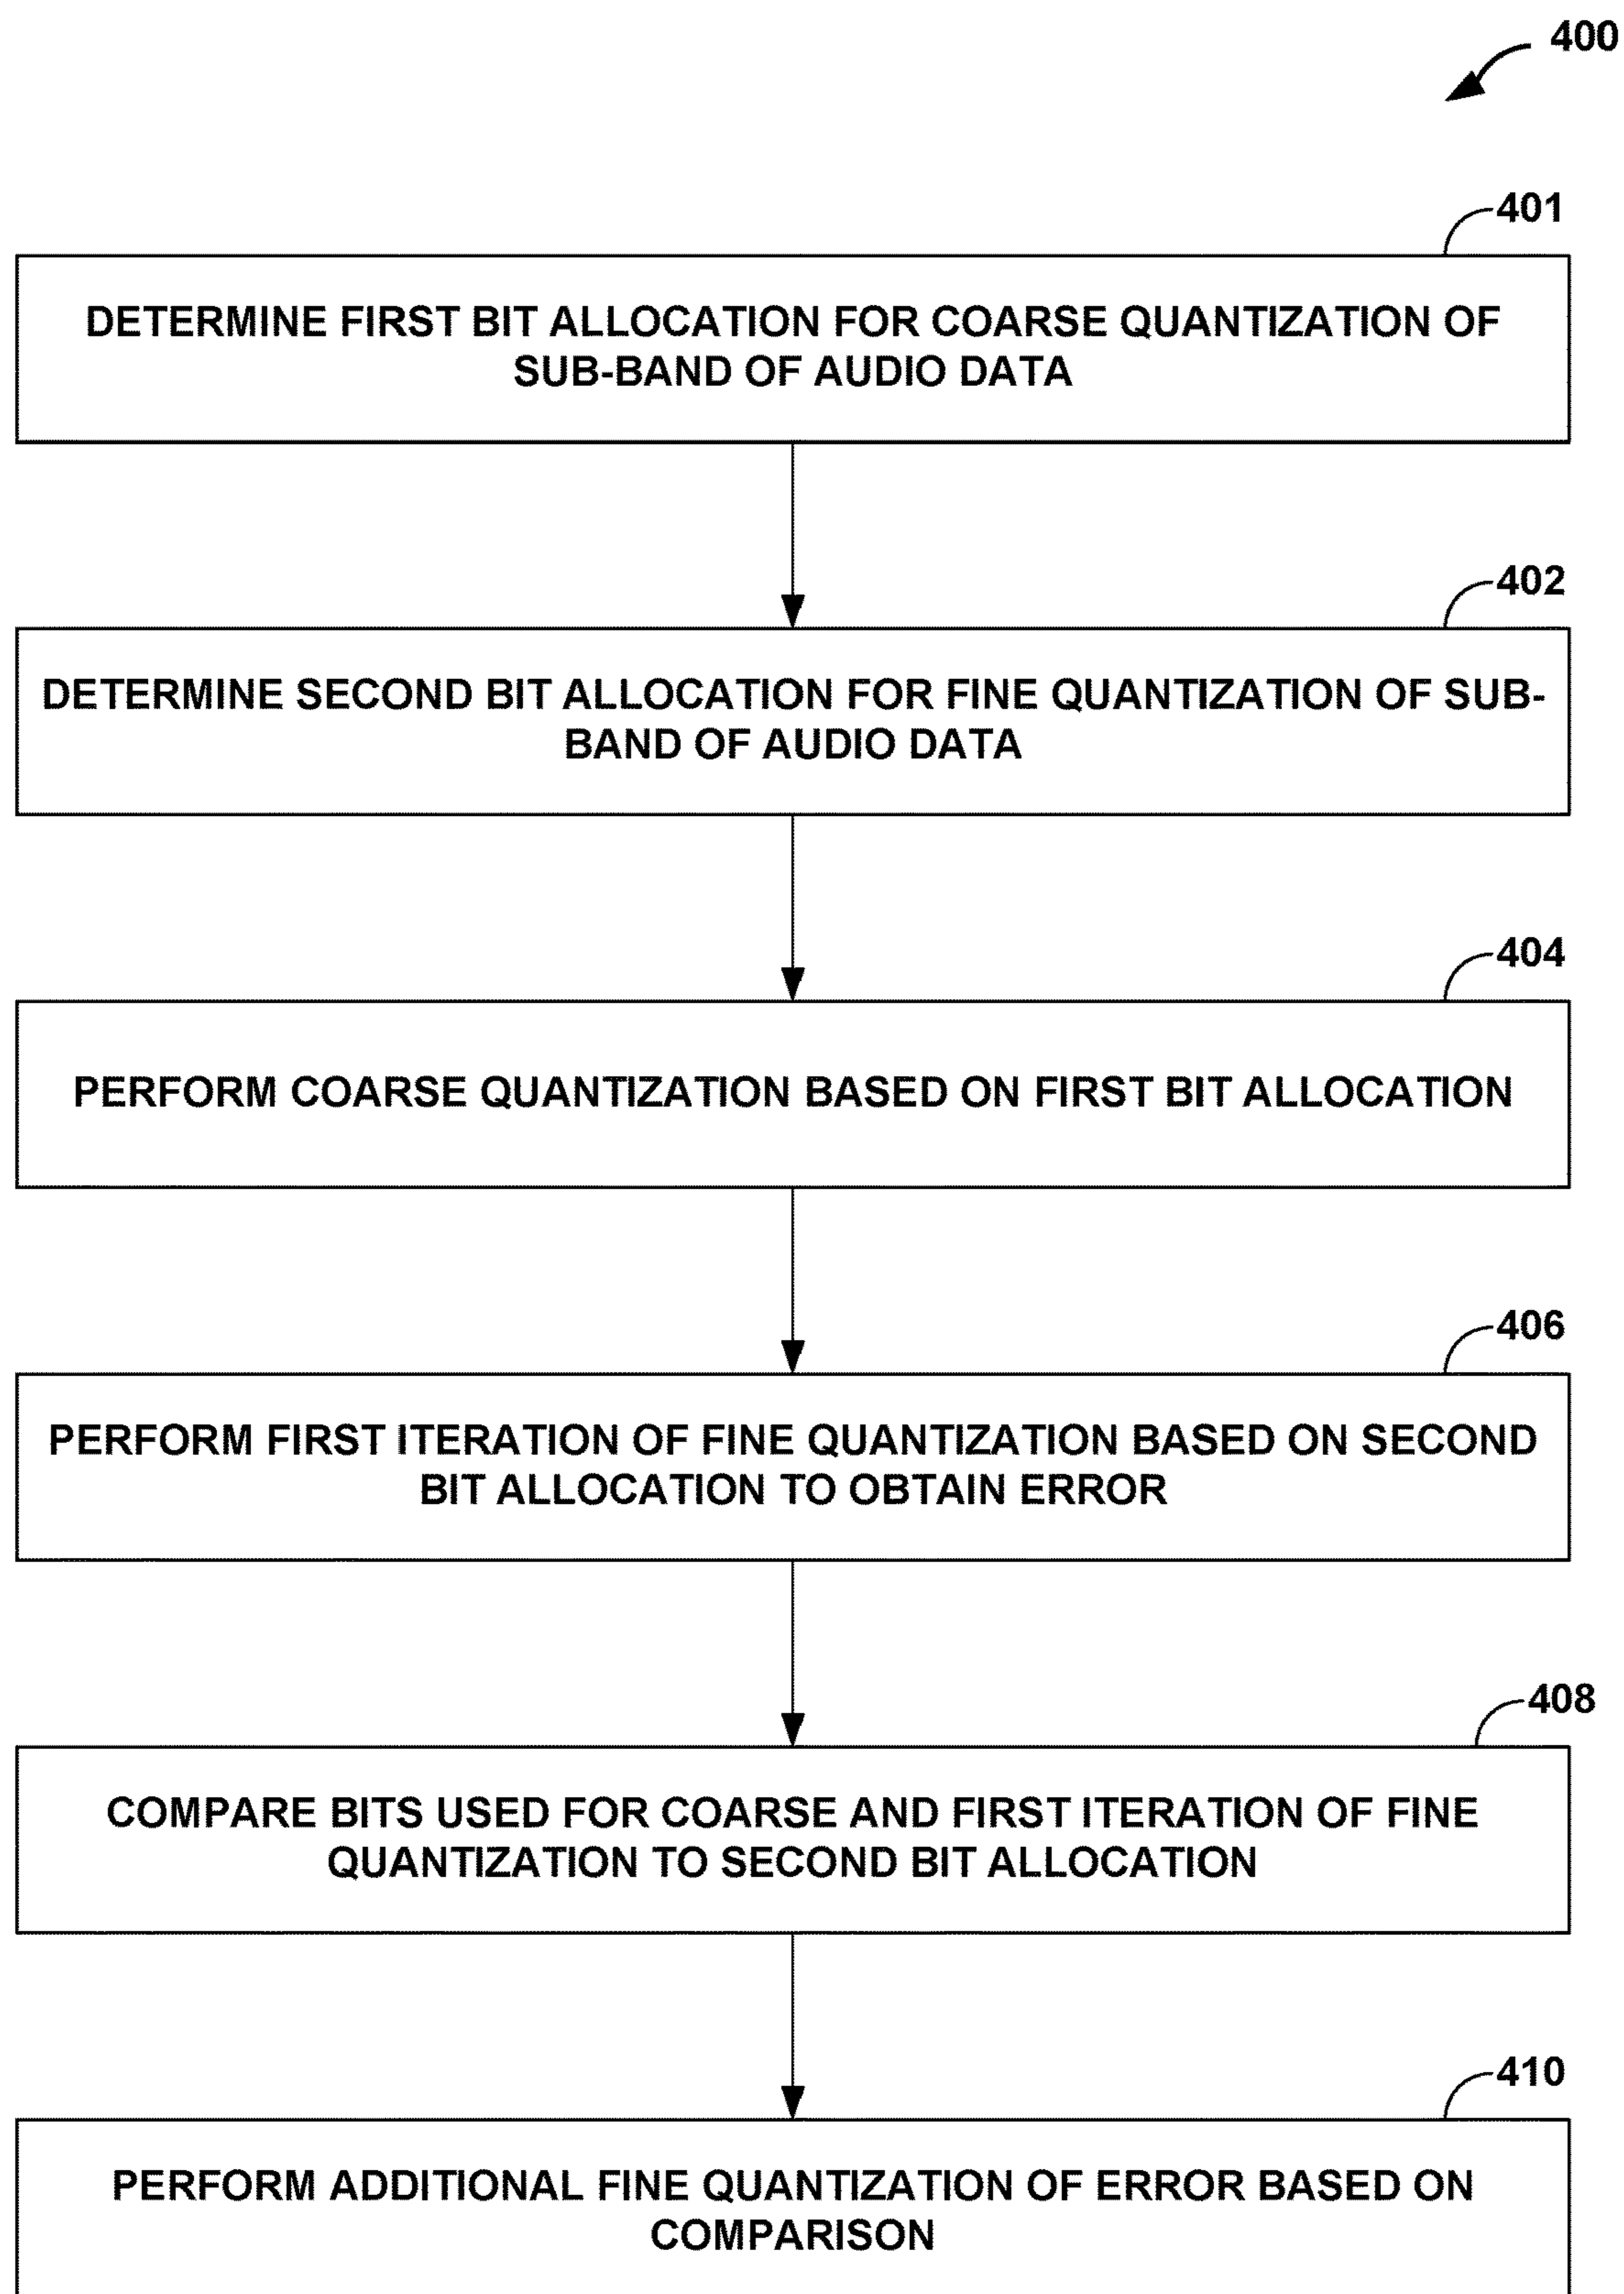 400
401
DETERMINE FIRST BIT ALLOCATION FOR COARSE QUANTIZATION OF
SUB-BAND OF AUDIO DATA
402
DETERMINE SECOND BIT ALLOCATION FOR FINE QUANTIZATION OF SUB-
BAND OF AUDIO DATA
404
PERFORM COARSE QUANTIZATION BASED ON FIRST BIT ALLOCATION
406
PERFORM FIRST ITERATION OF FINE QUANTIZATION BASED ON SECOND
BIT ALLOCATION TO OBTAIN ERROR
408
COMPARE BITS USED FOR COARSE AND FIRST ITERATION OF FINE
QUANTIZATION TO SECOND BIT ALLOCATION
410
PERFORM ADDITIONAL FINE QUANTIZATION OF ERROR BASED ON
COMPARISON